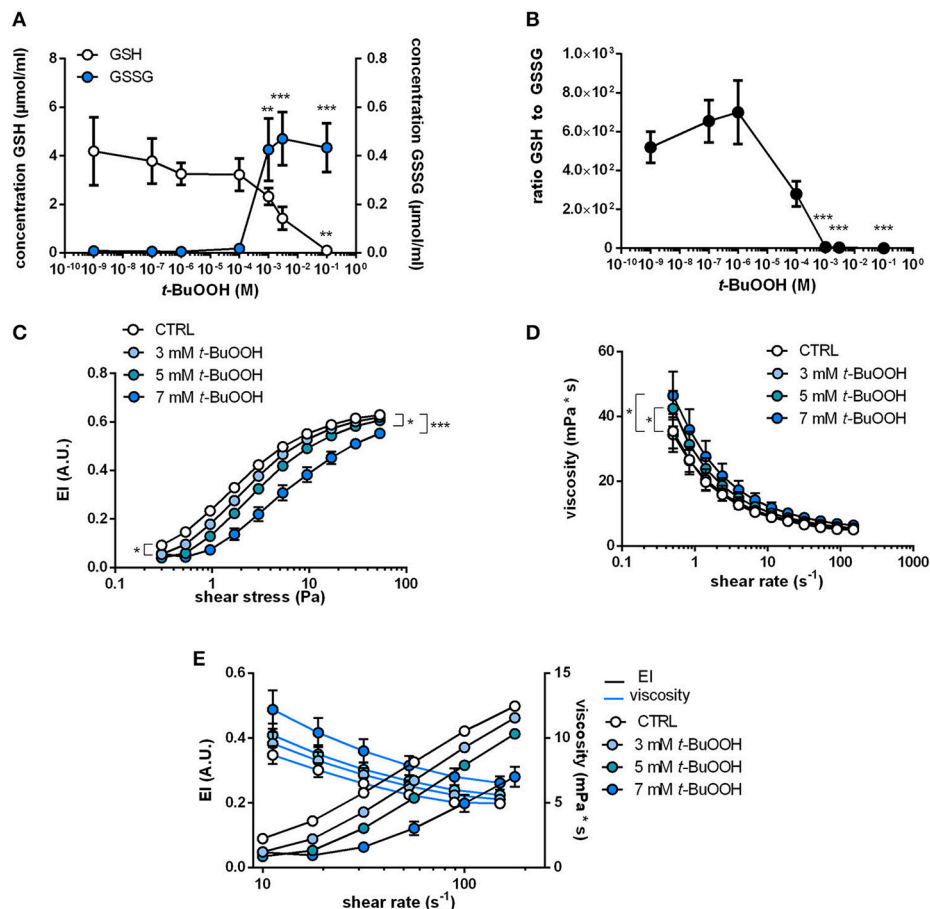 A
GSH
GSSG
concentration GSH (µmol/ml)
8
6
4
2
0
concentration GSSG (µmol/ml)
0.8
0.6
0.4
0.2
0.0
** *** *** **
10⁻¹⁰ 10⁻⁹ 10⁻⁸ 10⁻⁷ 10⁻⁶ 10⁻⁵ 10⁻⁴ 10⁻³ 10⁻² 10⁻¹ 10⁰
t-BuOOH (M)
B
ratio GSH to GSSG
1.0×10³
8.0×10²
6.0×10²
4.0×10²
2.0×10²
0
*** *** ***
10⁻¹⁰ 10⁻⁹ 10⁻⁸ 10⁻⁷ 10⁻⁶ 10⁻⁵ 10⁻⁴ 10⁻³ 10⁻² 10⁻¹ 10⁰
t-BuOOH (M)
C
CTRL
3 mM t-BuOOH
5 mM t-BuOOH
7 mM t-BuOOH
EI (A.U.)
0.8
0.6
0.4
0.2
0.0
* * ***
0.1 1 10 100
shear stress (Pa)
D
CTRL
3 mM t-BuOOH
5 mM t-BuOOH
7 mM t-BuOOH
viscosity (mPa * s)
60
40
20
0
* *
0.1 1 10 100 1000
shear rate (s⁻¹)
E
EI (A.U.)
0.6
0.4
0.2
0.0
viscosity (mPa * s)
15
10
5
0
10 100
shear rate (s⁻¹)
EI
viscosity
CTRL
3 mM t-BuOOH
5 mM t-BuOOH
7 mM t-BuOOH